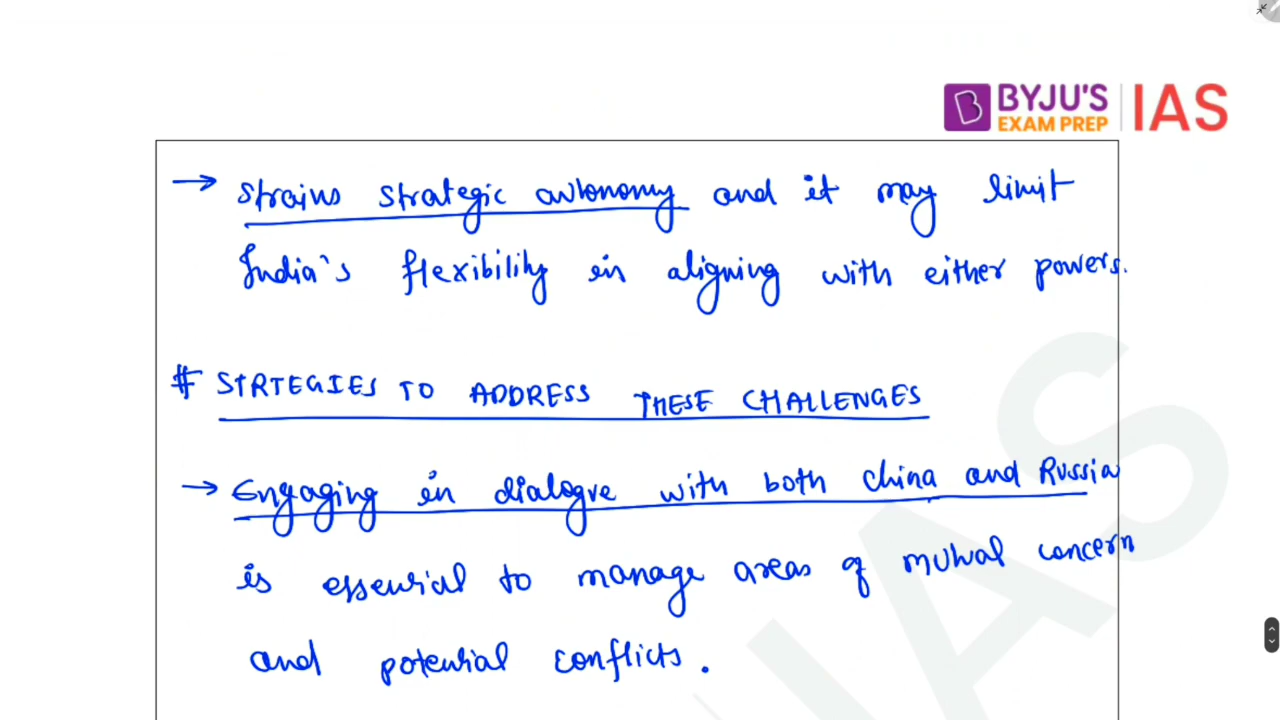 BYJU'S
EXAM PREP
IAS
→ Strains strategic autonomy and it may limit
India's flexibility in aligning with either powers.
# STRTEGIES TO ADDRESS THESE CHALLENGES
→ Engaging in dialogue with both China and Russia
is essential to manage areas of mutual concern
and potential conflicts.
IAS